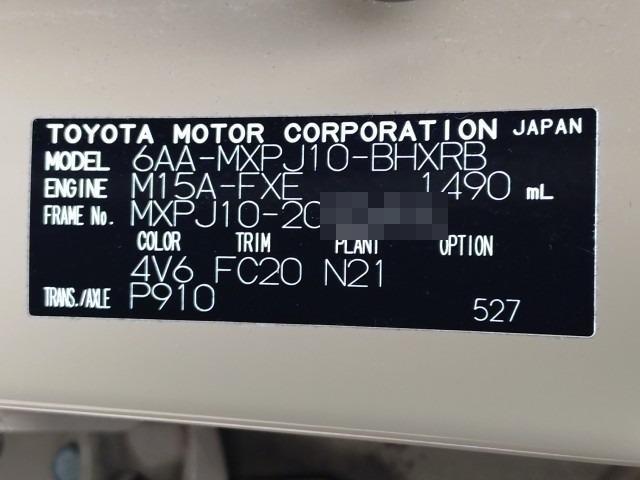 TOYOTA MOTOR CORPORATION JAPAN
MODEL 6AA-MXPJ10-BHXRB
ENGINE M15A-FXE 1490 mL
FRAME No. MXPJ10-20
COLOR TRIM PLANT OPTION
4V6 FC20 N21
TRANS./AXLE P910 527